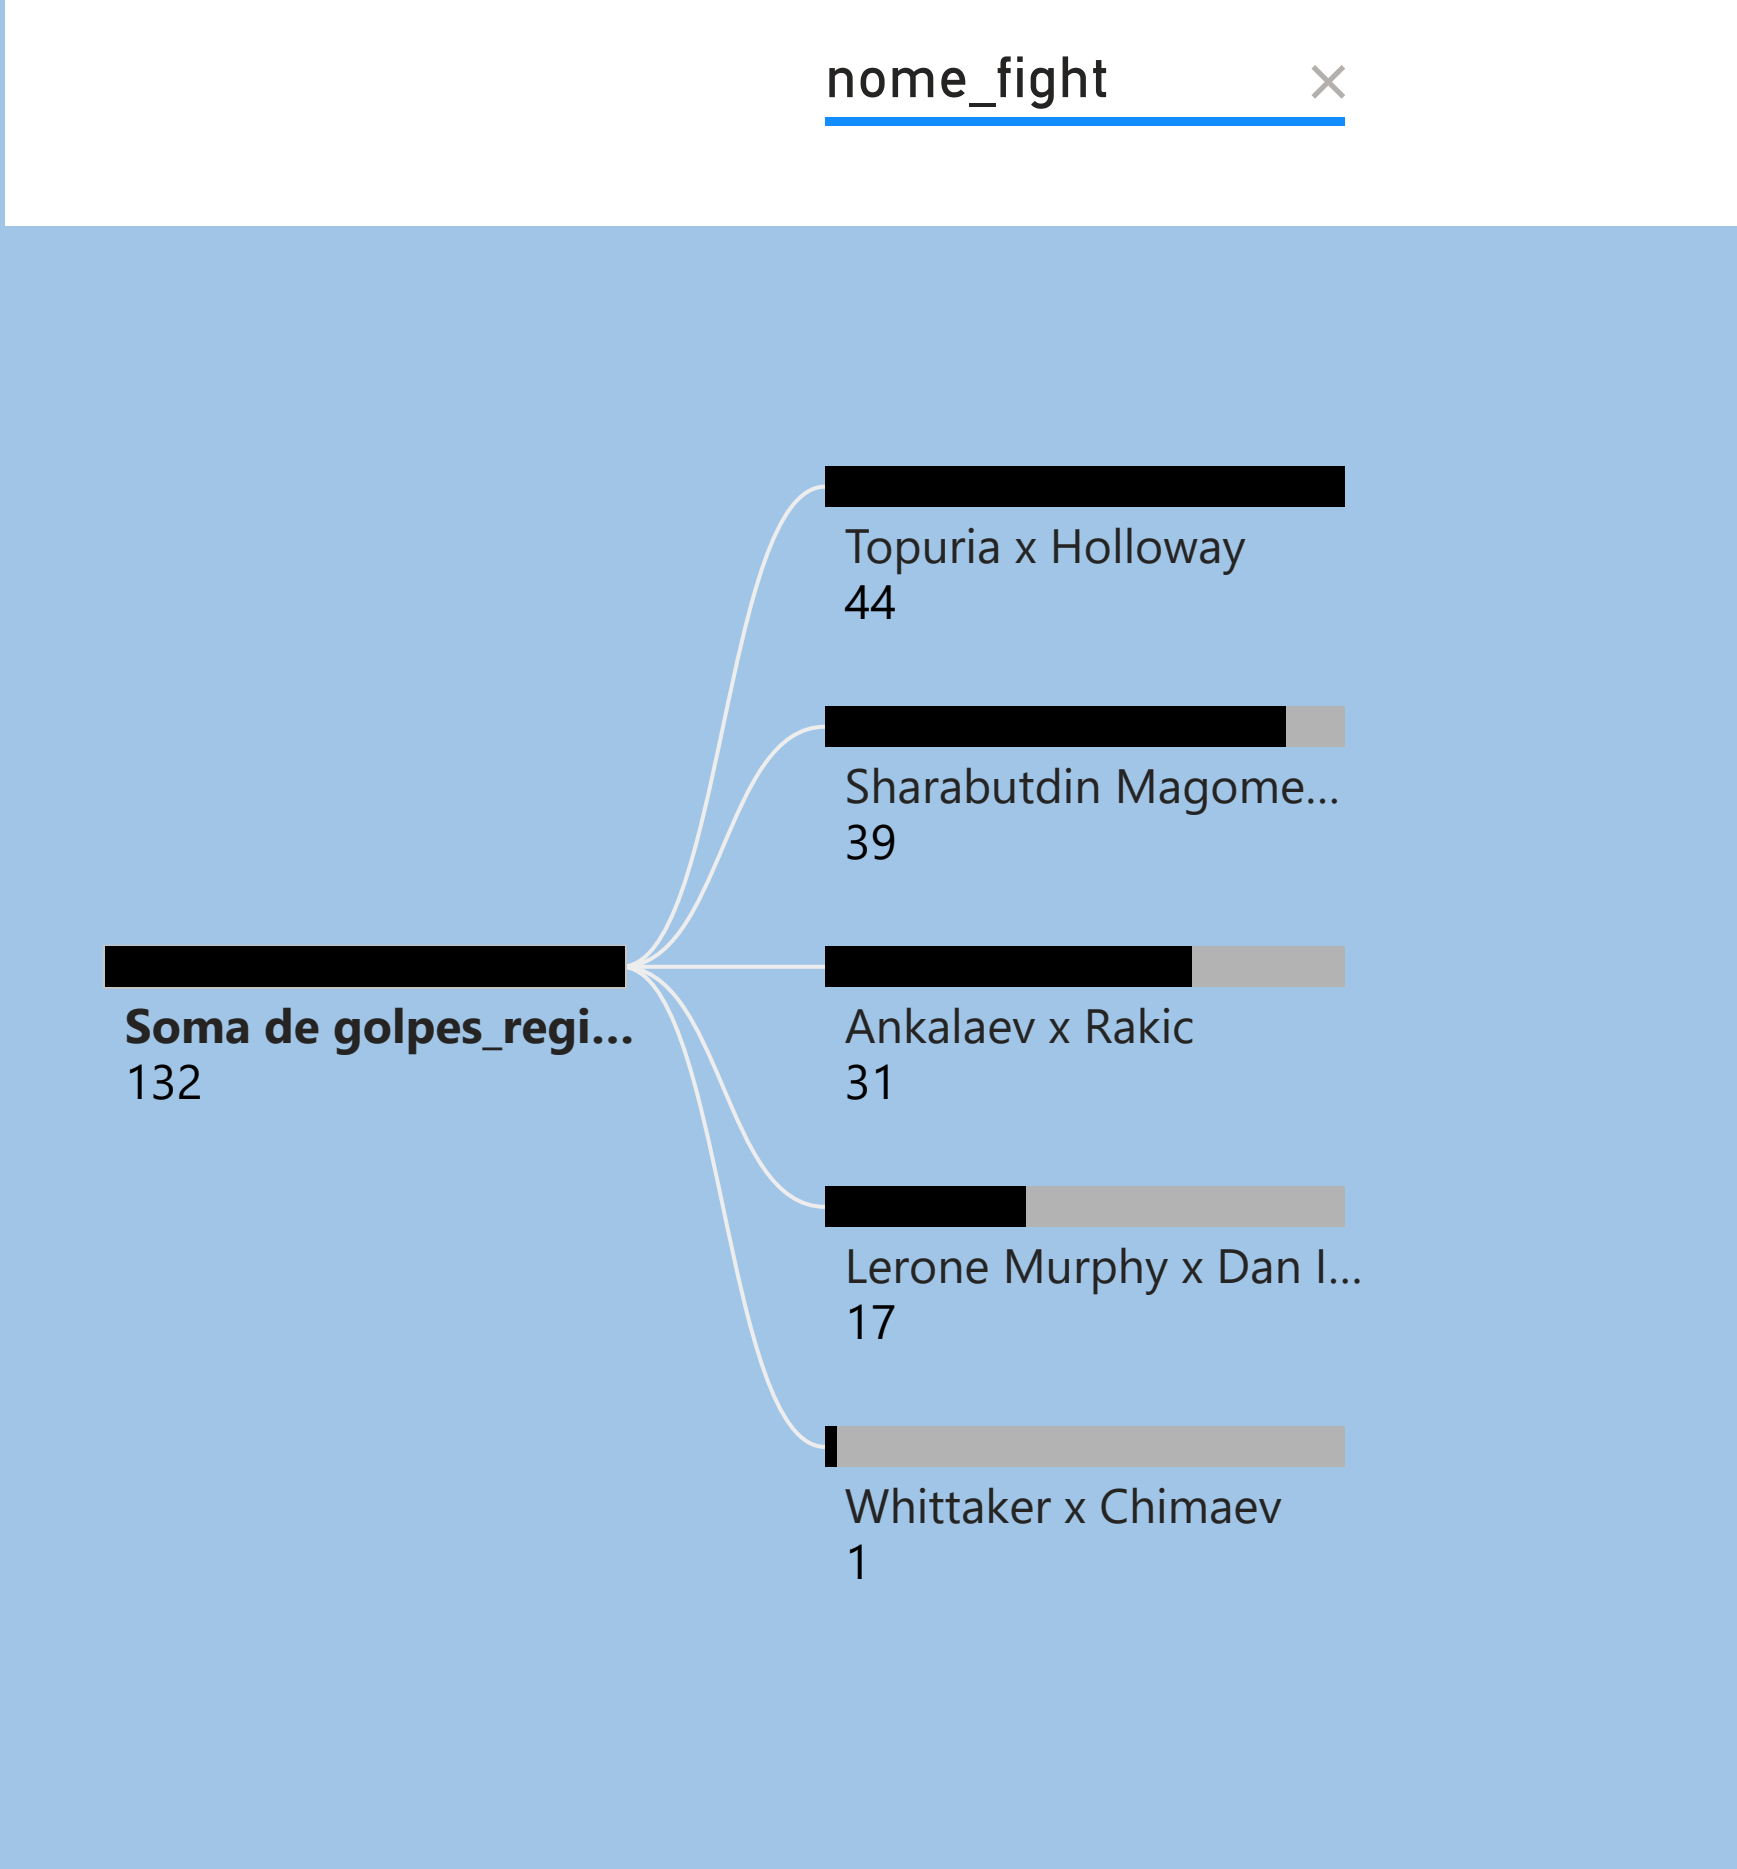 nome_fight
Topuria x Holloway
44
Sharabutdin Magome...
39
Soma de golpes_regi...
132
Ankalaev x Rakic
31
Lerone Murphy x Dan I...
17
Whittaker x Chimaev
1